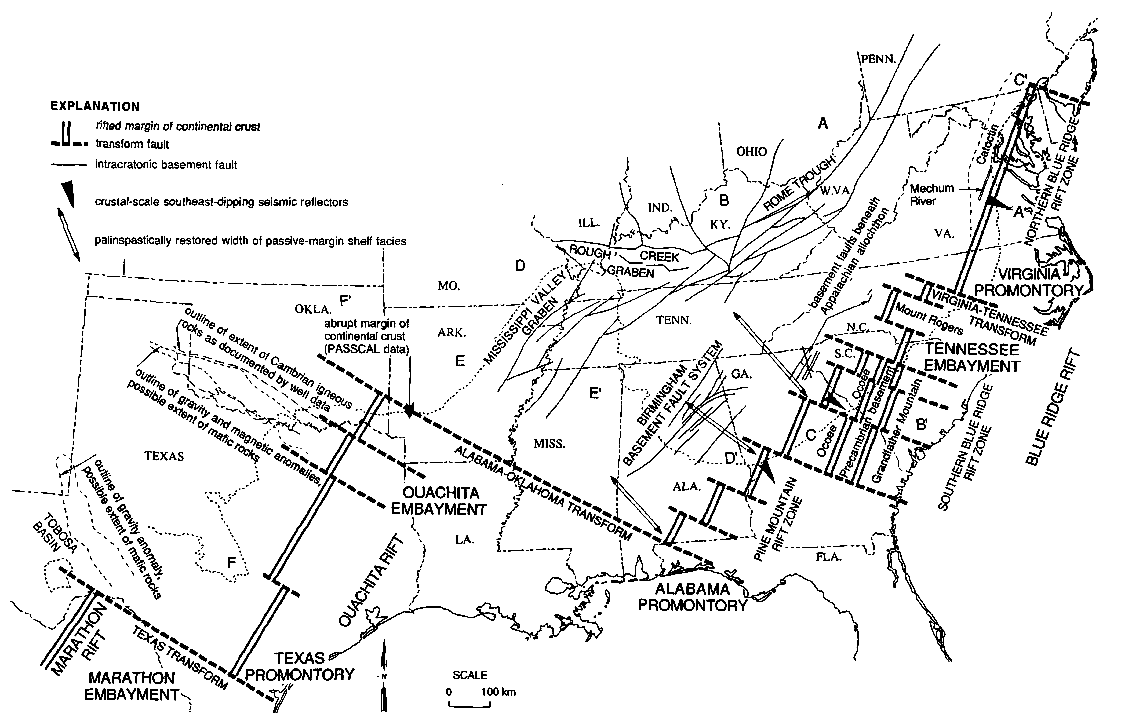 EXPLANATION
rifted margin of continental crust
transform fault
intracratonic basement fault
crustal-scale southeast-dipping seismic reflectors
palinspastically restored width of passive-margin shelf facies
PENN.
C'
A
OHIO
Catoctin
NORTHERN BLUE RIDGE
RIFT ZONE
ROME TROUGH
W.VA.
Mechum
River
A'
IND.
B
KY.
ILL.
VA.
ROUGH
CREEK
GRABEN
basement faults beneath
Appalachian allochthon
D
MO.
MISSISSIPPI VALLEY
GRABEN
VIRGINIA
PROMONTORY
VIRGINIA-TENNESSEE
TRANSFORM
Mount Rogers
F'
OKLA.
abrupt margin of
continental crust
(PASSCAL data)
ARK.
TENN.
N.C.
S.C.
TENNESSEE
EMBAYMENT
outline of extent of Cambrian igneous
rocks as documented by well data
E
E'
GA.
BIRMINGHAM
BASEMENT FAULT SYSTEM
Ocoee
Ocoee
Precambrian basement
Grandfather Mountain
B'
C
BLUE RIDGE RIFT
SOUTHERN BLUE RIDGE
RIFT ZONE
outline of gravity and magnetic anomalies,
possible extent of mafic rocks
TEXAS
MISS.
D'
ALA.
PINE MOUNTAIN
RIFT ZONE
ALABAMA-OKLAHOMA TRANSFORM
OUACHITA
EMBAYMENT
outline of gravity anomaly,
possible extent of mafic rocks
TOBOSA
BASIN
LA.
FLA.
F
OUACHITA RIFT
ALABAMA
PROMONTORY
MARATHON
RIFT
TEXAS TRANSFORM
TEXAS
PROMONTORY
MARATHON
EMBAYMENT
N
SCALE
0 100 km